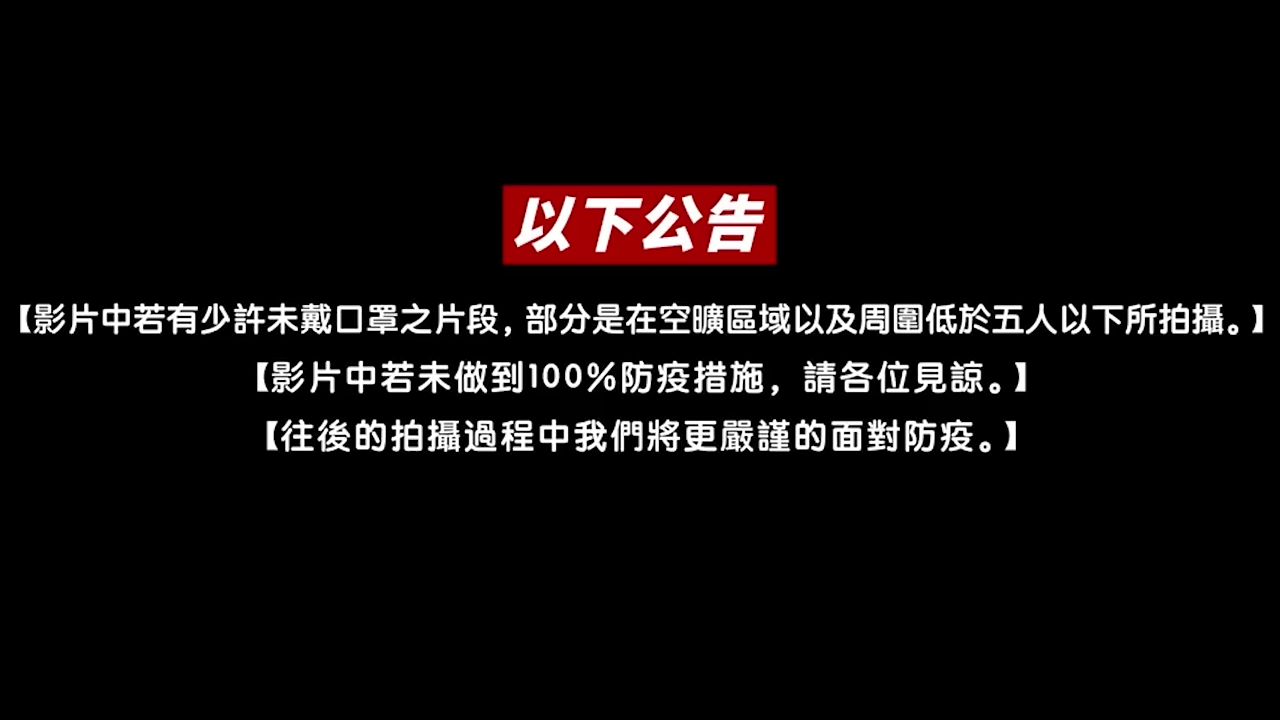 以下公告
【影片中若有少許未戴口罩之片段，部分是在空曠區域以及周圍低於五人以下所拍攝。】
【影片中若未做到100%防疫措施，請各位見諒。】
【往後的拍攝過程中我們將更嚴謹的面對防疫。】